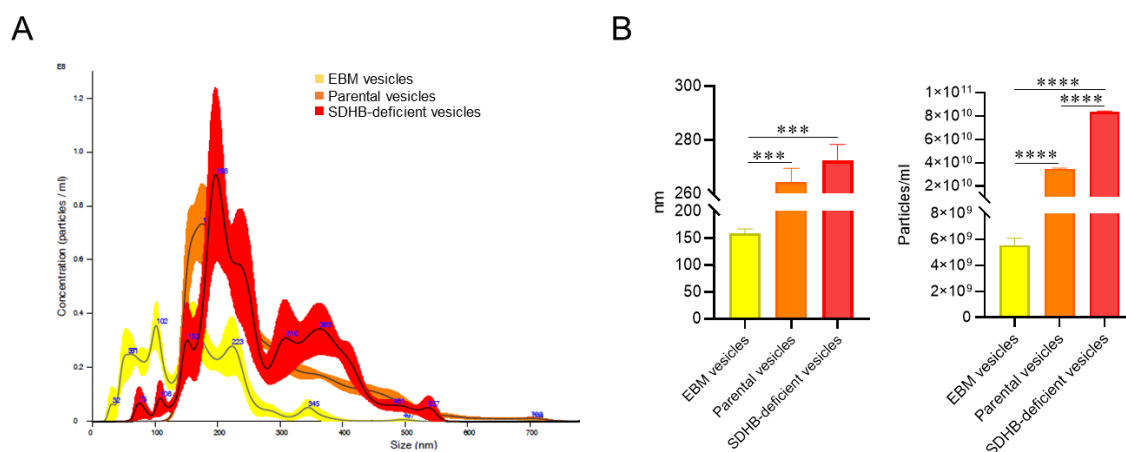 A
B
E8
1.2
1.0
0.8
0.6
0.4
0.2
0
Concentration (particles / ml)
EBM vesicles
Parental vesicles
SDHB-deficient vesicles
32
102
76
108
223
310
345
0 100 200 300 400 500 600 700
Size (nm)
300
280
260
200
150
100
50
0
nm
***
***
EBM vesicles
Parental vesicles
SDHB-deficient vesicles
1×10¹¹
8×10¹⁰
6×10¹⁰
4×10¹⁰
2×10¹⁰
8×10⁹
6×10⁹
4×10⁹
2×10⁹
0
Particles/ml
****
****
****
EBM vesicles
Parental vesicles
SDHB-deficient vesicles